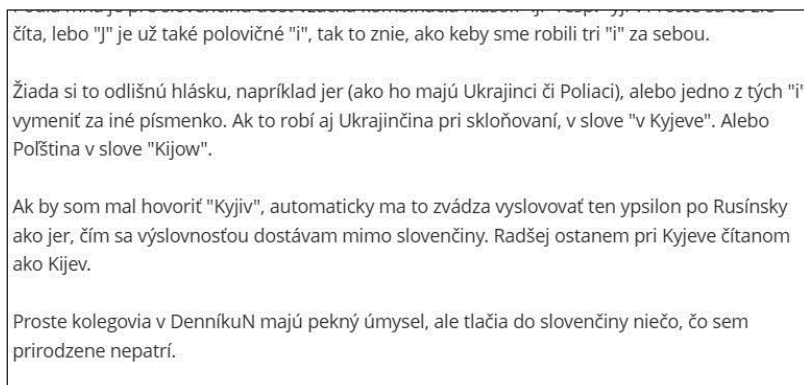 číta, lebo "J" je už také polovičné "i", tak to znie, ako keby sme robili tri "i" za sebou.
Žiada si to odlišnú hlásku, napríklad jer (ako ho majú Ukrajinci či Poliaci), alebo jedno z tých "i"
vymeniť za iné písmenko. Ak to robí aj Ukrajinčina pri skloňovaní, v slove "v Kyjeve". Alebo
Poľština v slove "Kijow".
Ak by som mal hovoriť "Kyjiv", automaticky ma to zvádza vyslovovať ten ypsilon po Rusínsky
ako jer, čím sa výslovnosťou dostávam mimo slovenčiny. Radšej ostanem pri Kyjeve čítanom
ako Kijev.
Proste kolegovia v DenníkuN majú pekný úmysel, ale tlačia do slovenčiny niečo, čo sem
prirodzene nepatrí.